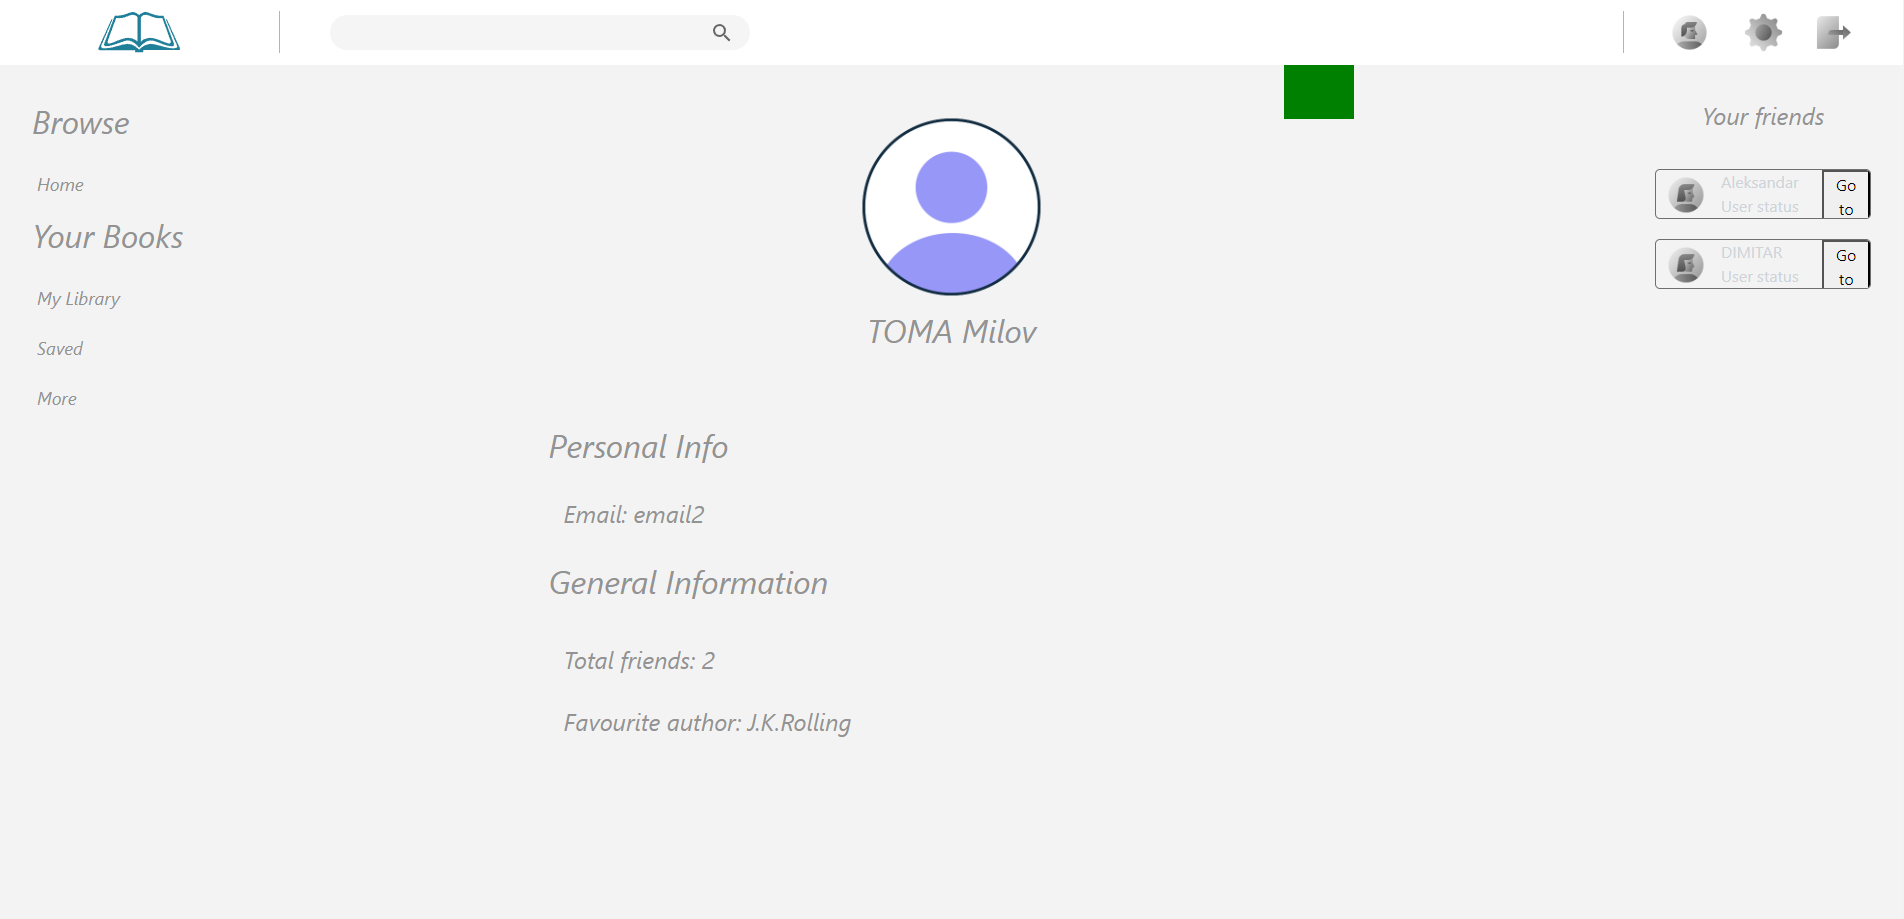 Browse
Home
Your Books
My Library
Saved
More
TOMA Milov
Personal Info
Email: email2
General Information
Total friends: 2
Favourite author: J.K.Rolling
Your friends
Aleksandar
User status
Go
to
DIMITAR
User status
Go
to